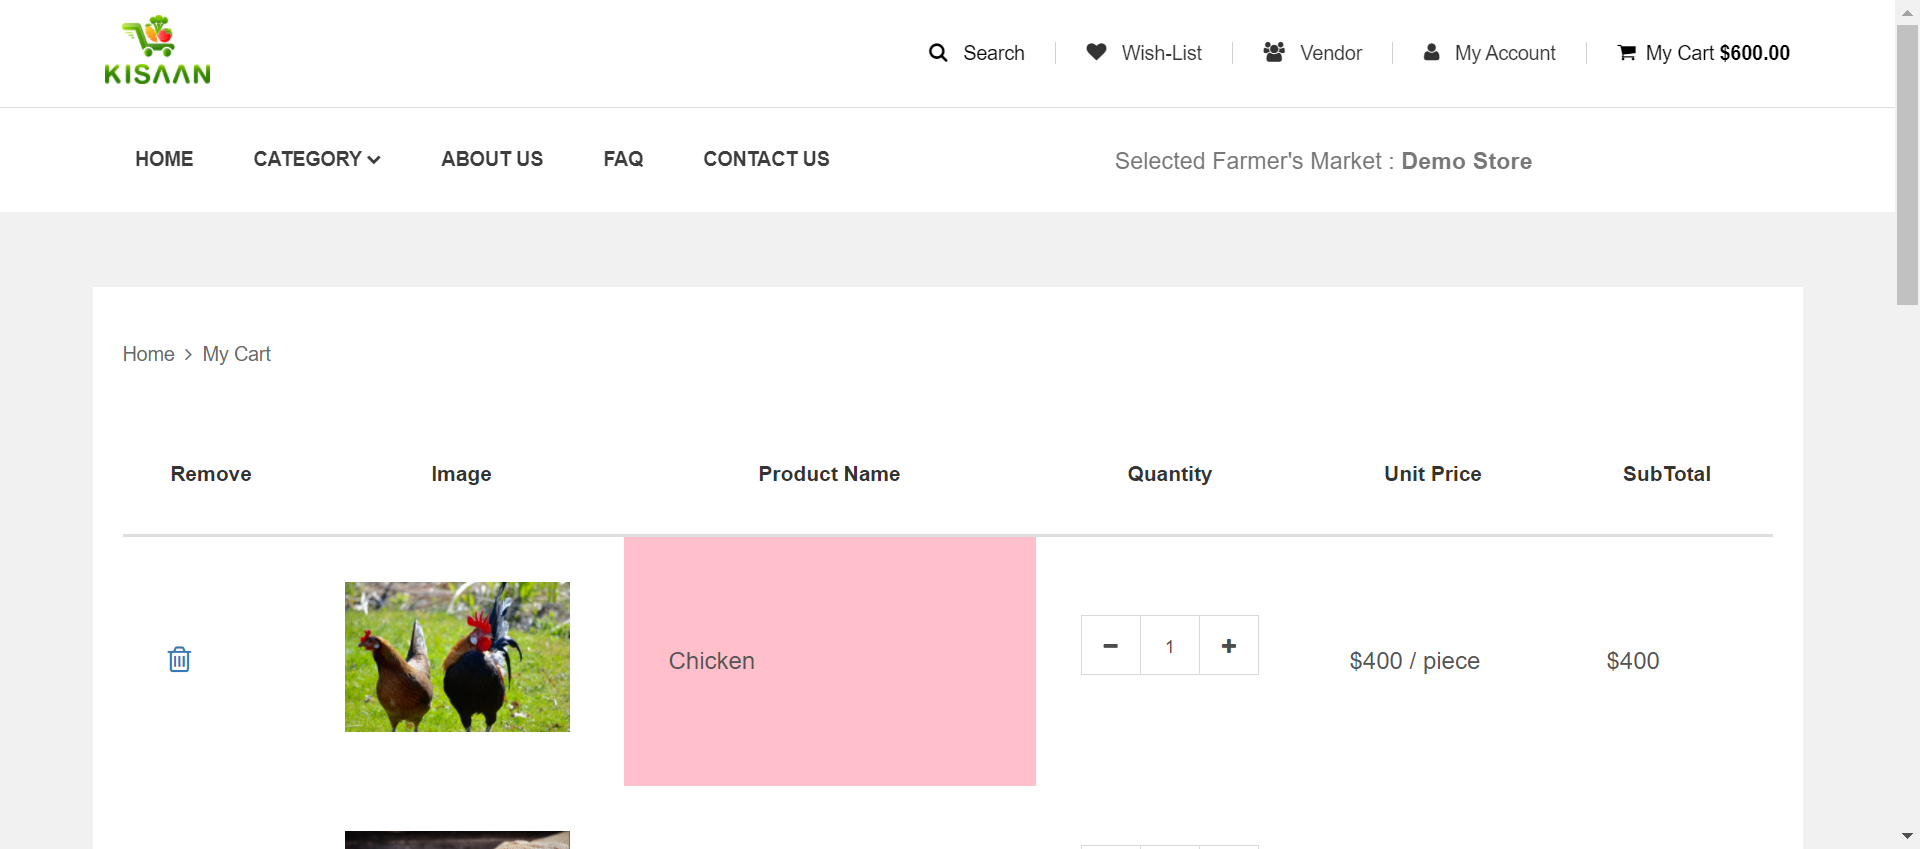 KISAAN
Search
Wish-List
Vendor
My Account
My Cart $600.00
HOME
CATEGORY
ABOUT US
FAQ
CONTACT US
Selected Farmer's Market : Demo Store
Home > My Cart
Remove
Image
Product Name
Quantity
Unit Price
SubTotal
Chicken
1
$400 / piece
$400